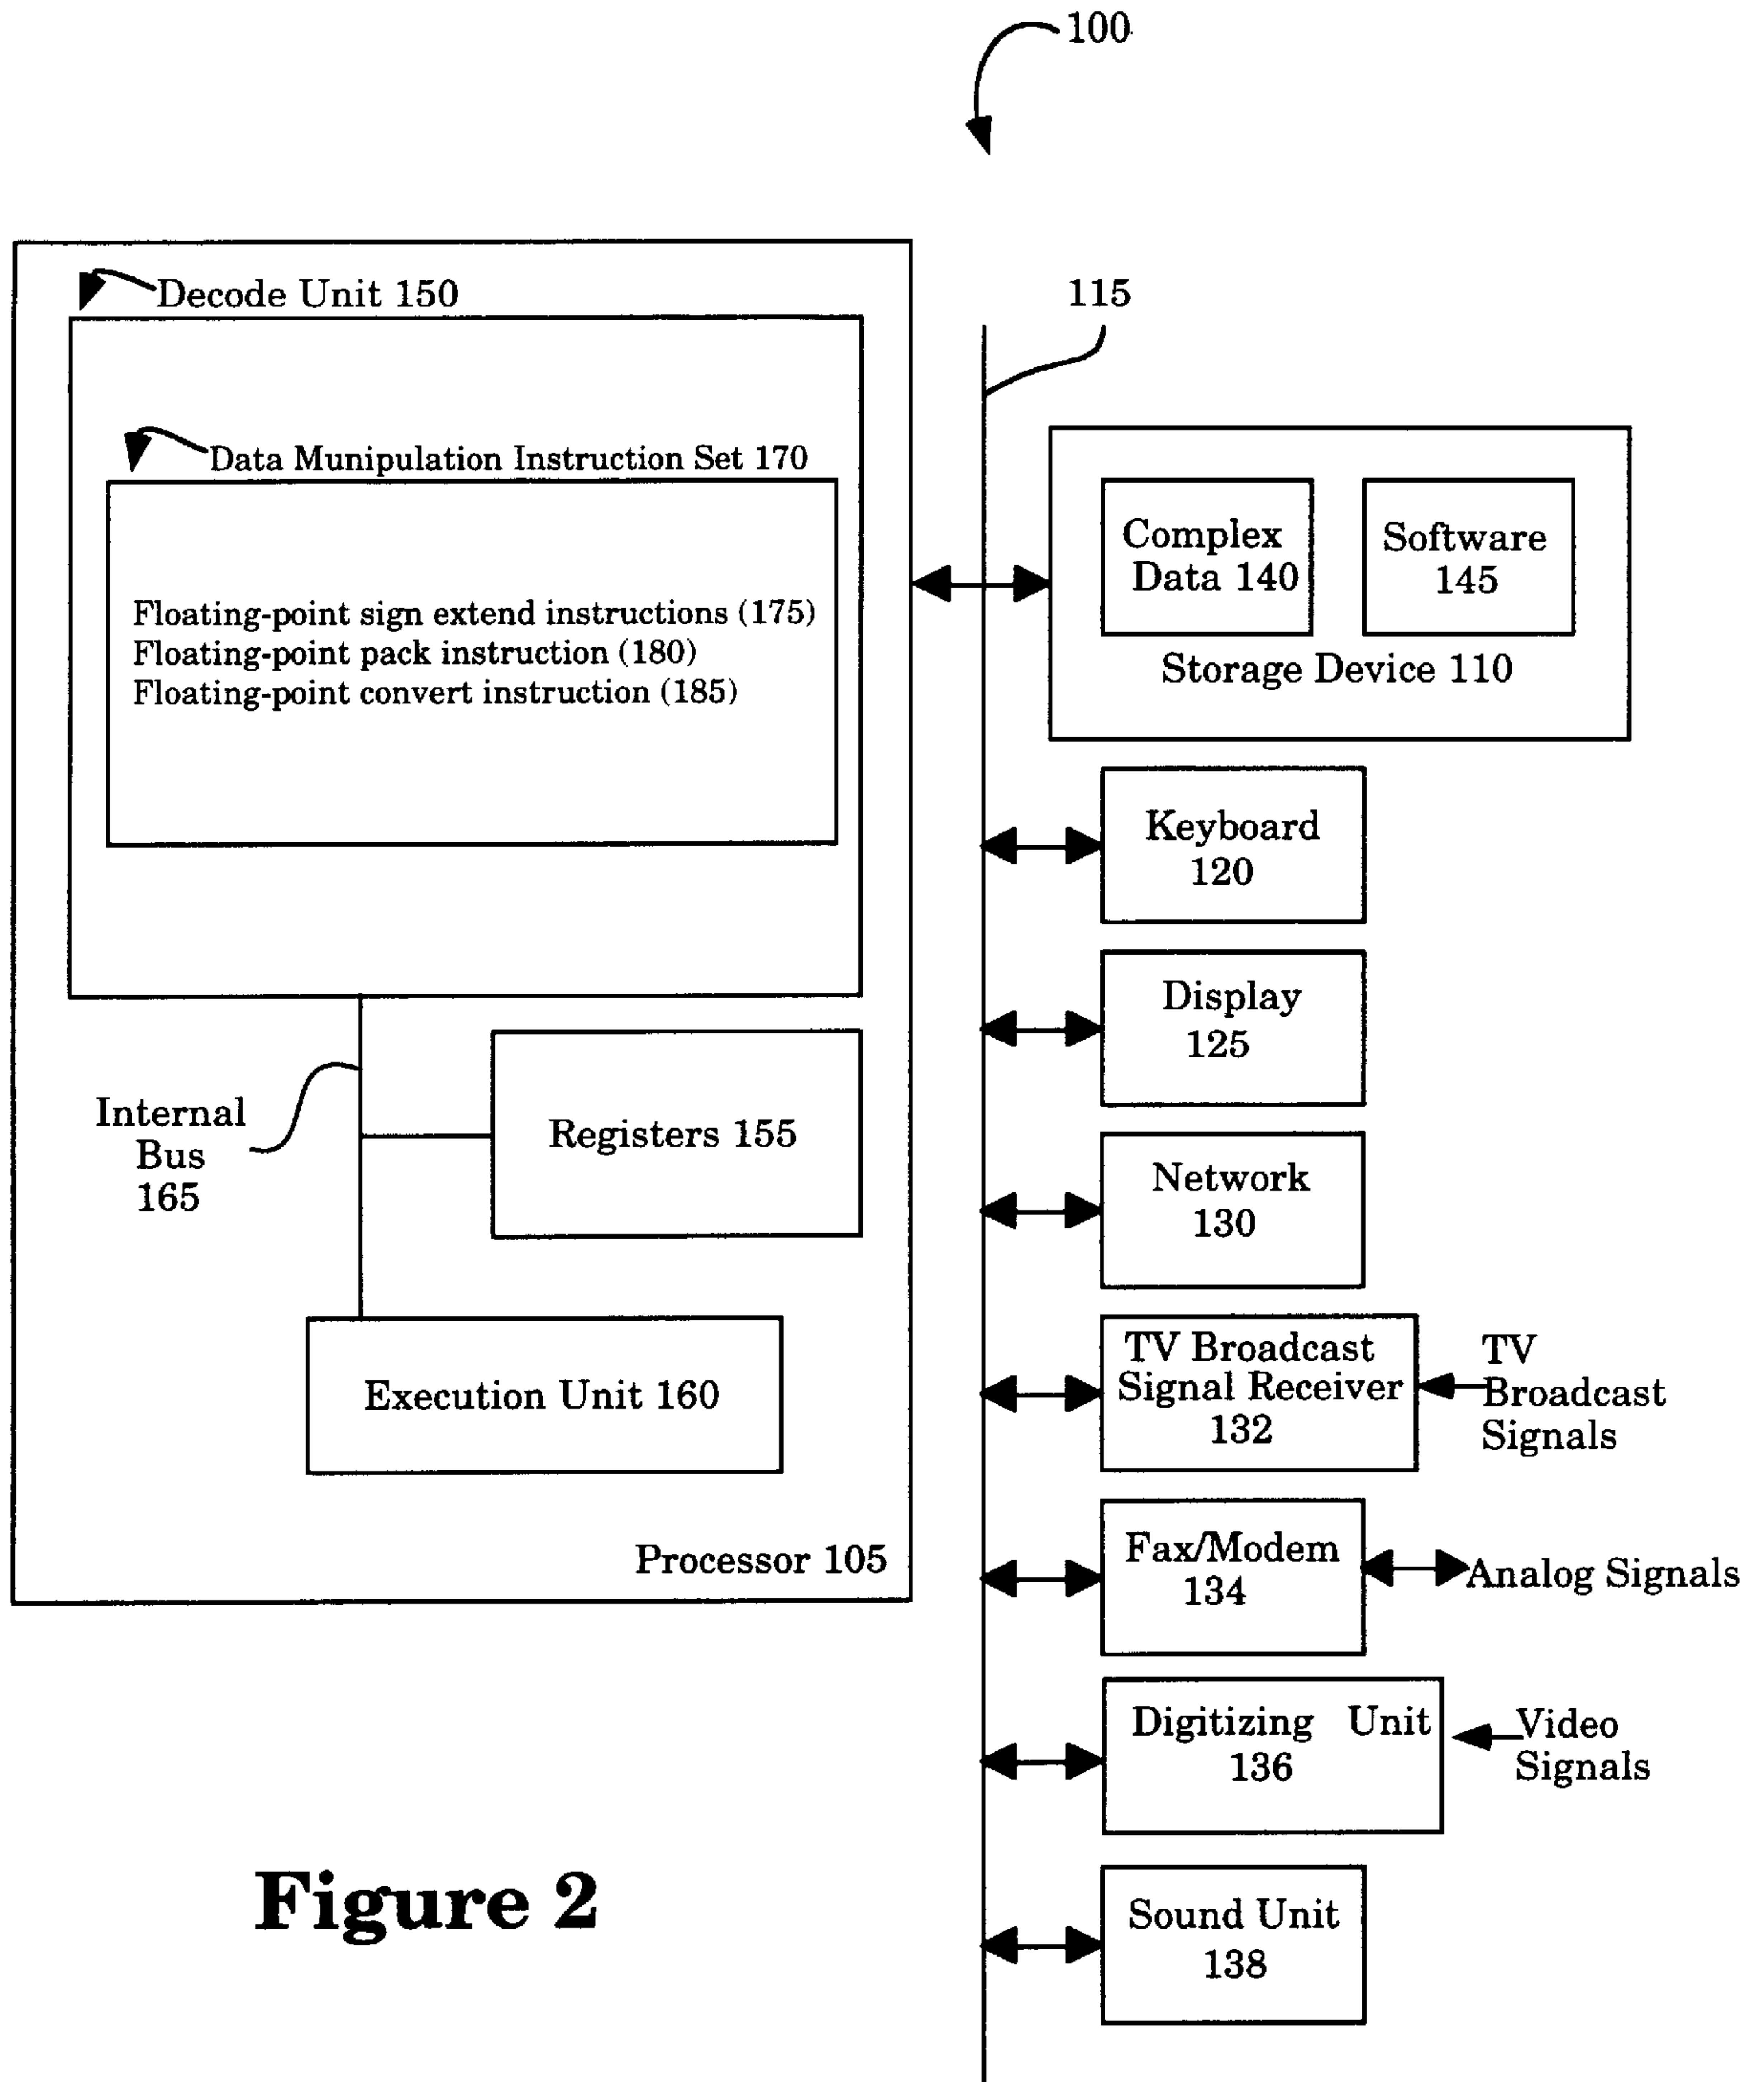 100
Decode Unit 150
115
Data Munipulation Instruction Set 170
Floating-point sign extend instructions (175)
Floating-point pack instruction (180)
Floating-point convert instruction (185)
Complex
Data 140
Software
145
Storage Device 110
Keyboard
120
Display
125
Internal
Bus
165
Registers 155
Network
130
Execution Unit 160
TV Broadcast
Signal Receiver
132
TV
Broadcast
Signals
Processor 105
Fax/Modem
134
Analog Signals
Digitizing Unit
136
Video
Signals
Sound Unit
138
Figure 2